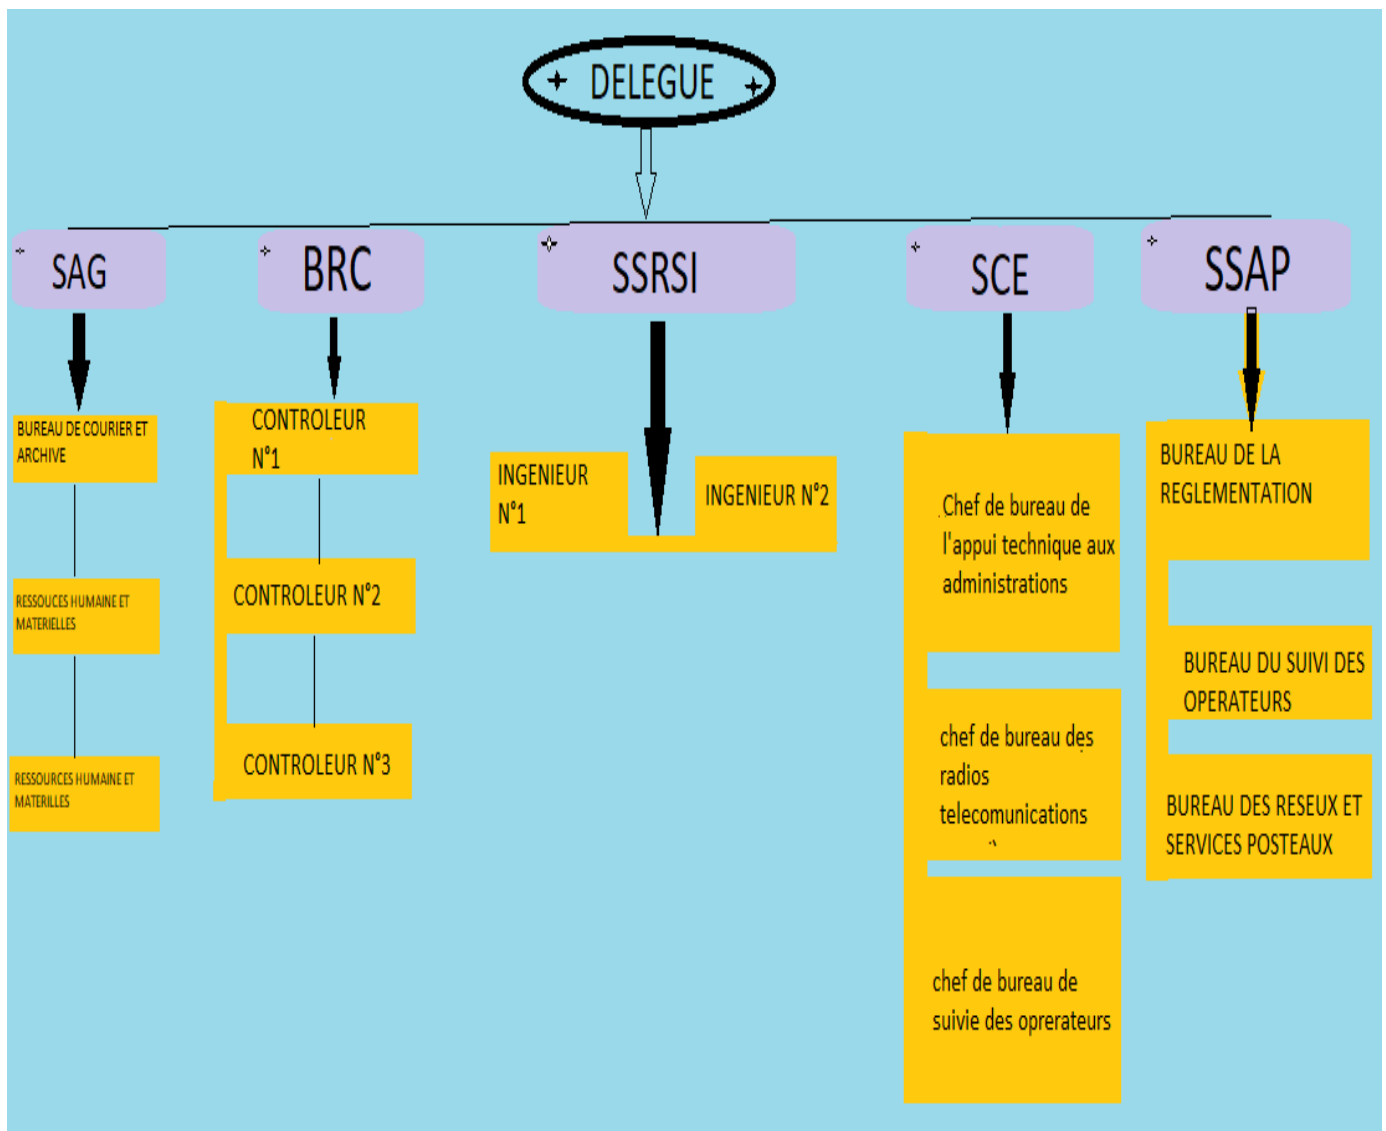 DELEGUE
SAG
BRC
SSRSI
SCE
SSAP
BUREAU DE COURIER ET
ARCHIVE
RESSOUCES HUMAINE ET
MATERIELLES
RESSOURCES HUMAINE ET
MATERILLES
CONTROLEUR
N°1
CONTROLEUR N°2
CONTROLEUR N°3
INGENIEUR
N°1
INGENIEUR N°2
Chef de bureau de
l'appui technique aux
administrations
chef de bureau des
radios
telecomunications
chef de bureau de
suivie des oprerateurs
BUREAU DE LA
REGLEMENTATION
BUREAU DU SUIVI DES
OPERATEURS
BUREAU DES RESEUX ET
SERVICES POSTEAUX